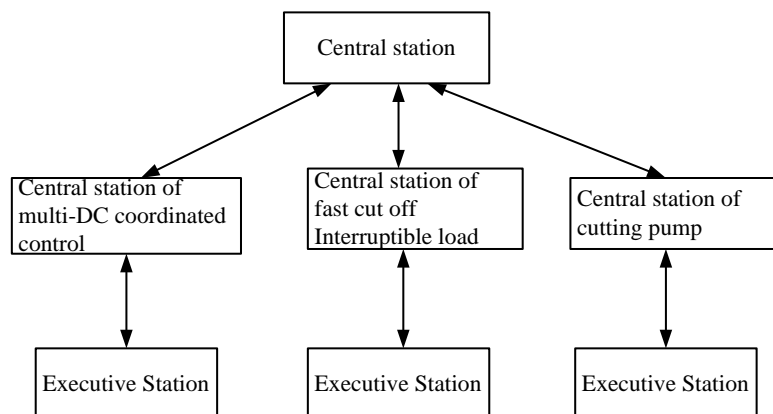 Central station
Central station of
multi-DC coordinated
control
Central station of
fast cut off
Interruptible load
Central station of
cutting pump
Executive Station
Executive Station
Executive Station